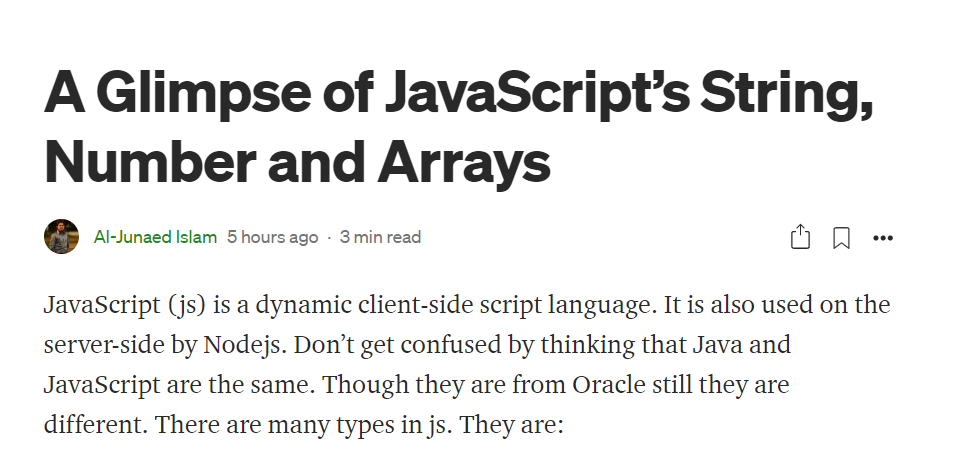 A Glimpse of JavaScript’s String,
Number and Arrays
Al-Junaed Islam 5 hours ago · 3 min read
JavaScript (js) is a dynamic client-side script language. It is also used on the
server-side by Nodejs. Don’t get confused by thinking that Java and
JavaScript are the same. Though they are from Oracle still they are
different. There are many types in js. They are: